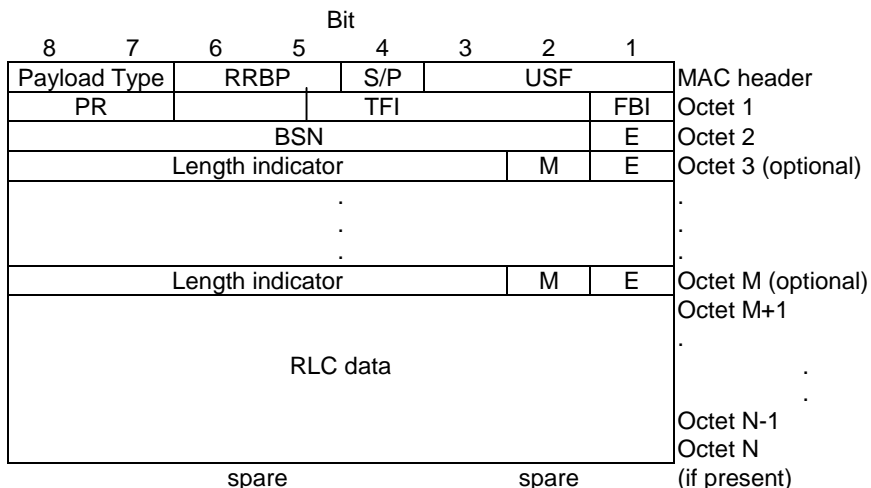 Bit
8 7 6 5 4 3 2 1
Payload Type RRBP S/P USF MAC header
PR TFI FBI Octet 1
BSN E Octet 2
Length indicator M E Octet 3 (optional)
. .
. .
. .
Length indicator M E Octet M (optional)
Octet M+1
.
RLC data .
.
Octet N-1
Octet N
spare spare (if present)